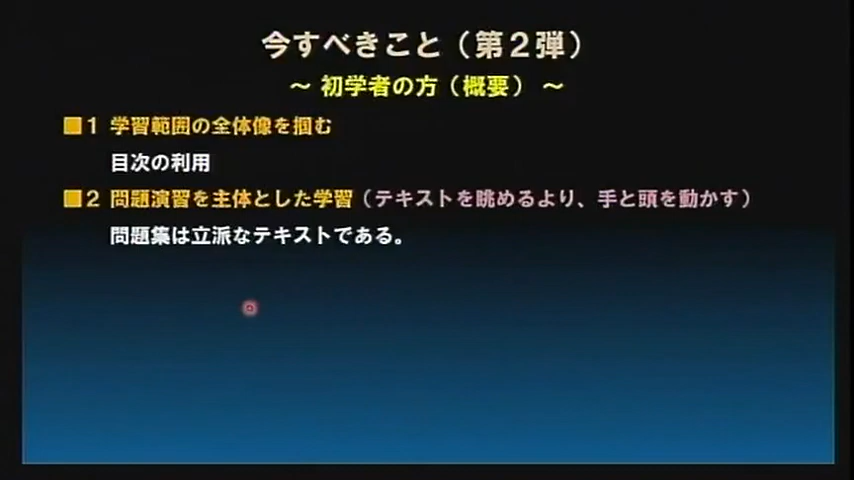 今すべきこと（第２弾）
～ 初学者の方（概要） ～
■１ 学習範囲の全体像を掴む
目次の利用
■２ 問題演習を主体とした学習（テキストを眺めるより、手と頭を動かす）
問題集は立派なテキストである。